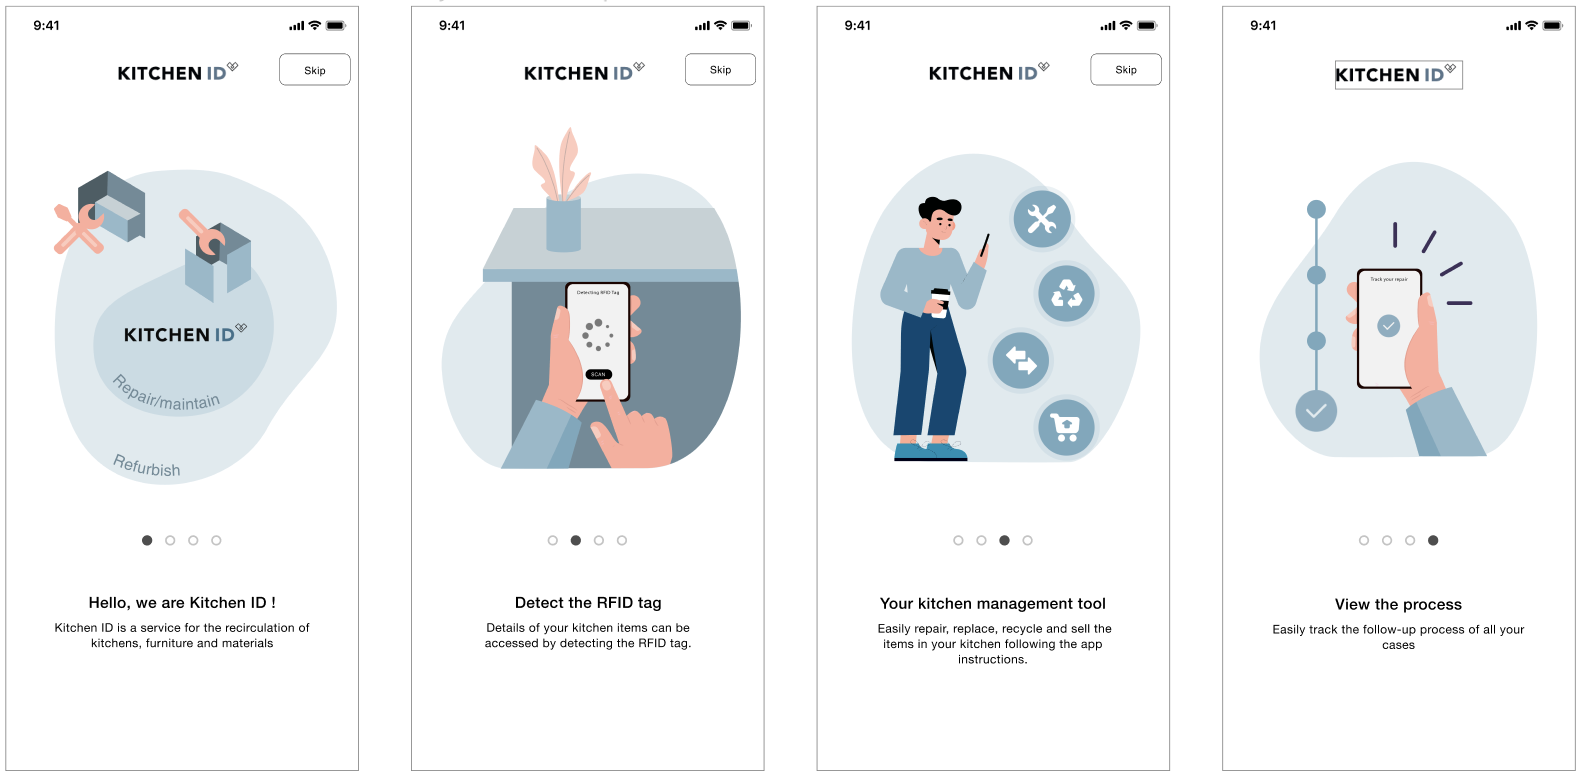 9:41
KITCHEN ID
Skip
KITCHEN ID
Repair/maintain
Refurbish
Hello, we are Kitchen ID !
Kitchen ID is a service for the recirculation of
kitchens, furniture and materials
9:41
KITCHEN ID
Skip
Detecting RFID Tag
SCAN
Detect the RFID tag
Details of your kitchen items can be
accessed by detecting the RFID tag.
9:41
KITCHEN ID
Skip
Your kitchen management tool
Easily repair, replace, recycle and sell the
items in your kitchen following the app
instructions.
9:41
KITCHEN ID
Track your repair
View the process
Easily track the follow-up process of all your
cases